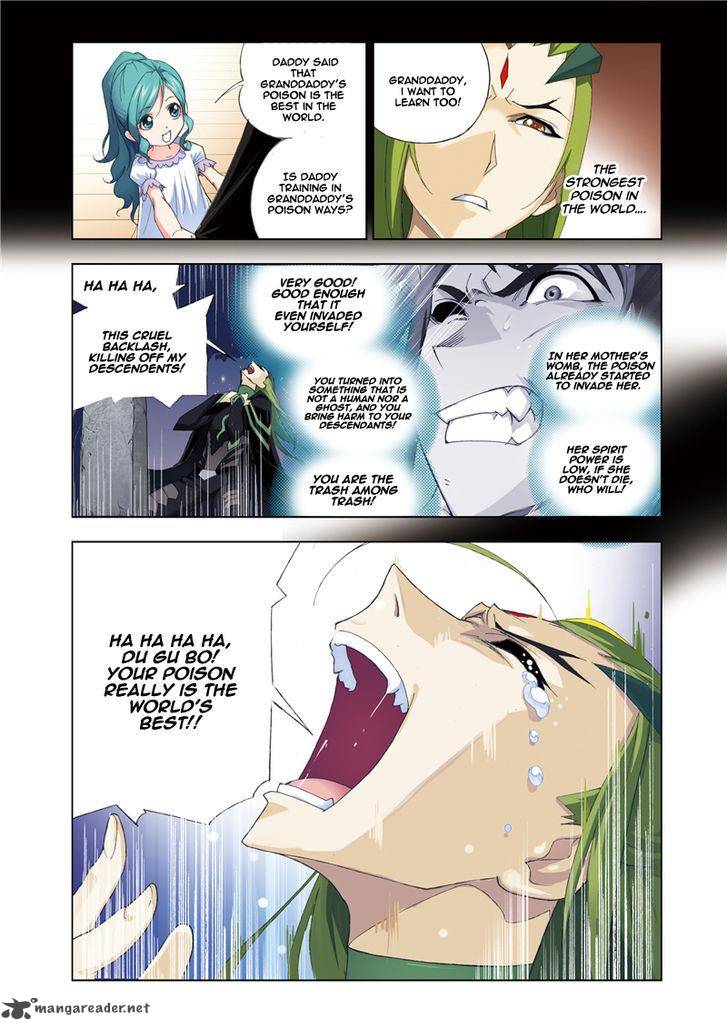 DADDY SAID
THAT
GRANDDADDY'S
POISON IS THE
BEST IN THE
WORLD.
IS DADDY
TRAINING IN
GRANDDADDY'S
POISON WAYS?
GRANDDADDY,
I WANT TO
LEARN TOO!
THE
STRONGEST
POISON IN
THE WORLD....
HA HA HA,
THIS CRUEL
BACKLASH,
KILLING OFF MY
DESCENDENTS!
VERY GOOD!
GOOD ENOUGH
THAT IT
EVEN INVADED
YOURSELF!
YOU TURNED INTO
SOMETHING THAT IS
NOT A HUMAN NOR A
GHOST, AND YOU
BRING HARM TO YOUR
DESCENDANTS!
YOU ARE THE
TRASH AMONG
TRASH!
IN HER MOTHER'S
WOMB, THE POISON
ALREADY STARTED
TO INVADE HER.
HER SPIRIT
POWER IS
LOW, IF SHE
DOESN'T DIE,
WHO WILL!
HA HA HA HA,
DU GU BO!
YOUR POISON
REALLY IS THE
WORLD'S
BEST!!
mangareader.net